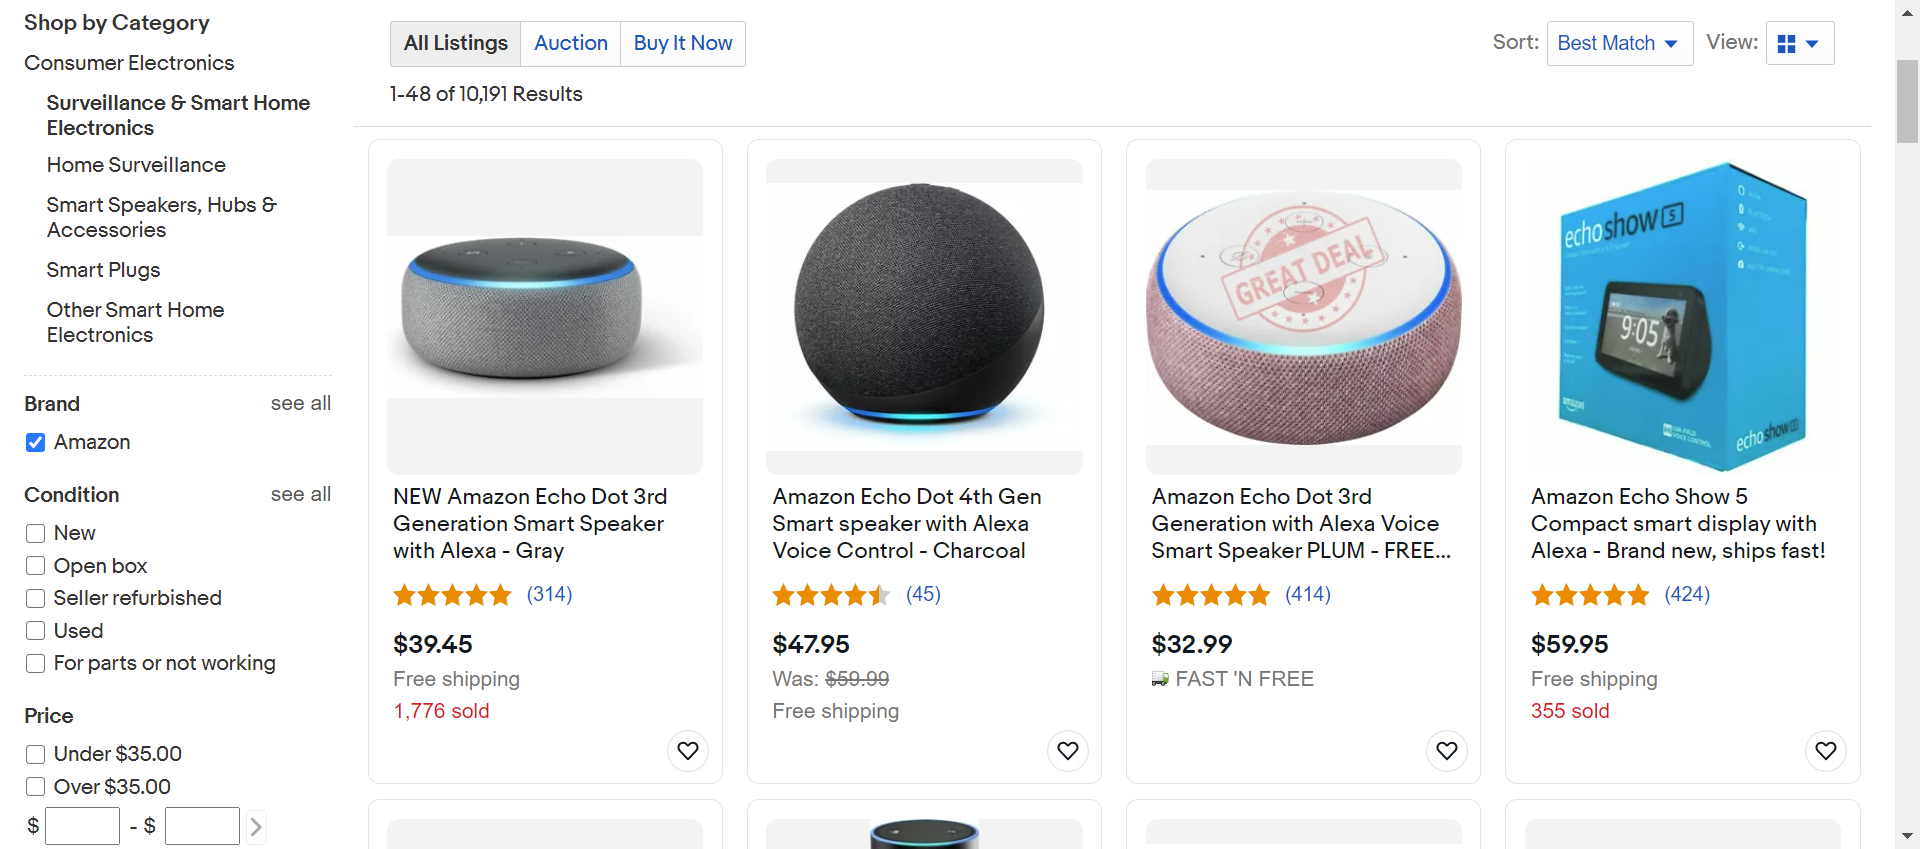 Shop by Category
Consumer Electronics
Surveillance & Smart Home
Electronics
Home Surveillance
Smart Speakers, Hubs &
Accessories
Smart Plugs
Other Smart Home
Electronics
Brand
see all
Amazon
Condition
see all
New
Open box
Seller refurbished
Used
For parts or not working
Price
Under $35.00
Over $35.00
$ - $
All Listings
Auction
Buy It Now
Sort:
Best Match
View:
1-48 of 10,191 Results
NEW Amazon Echo Dot 3rd
Generation Smart Speaker
with Alexa - Gray
(314)
$39.45
Free shipping
1,776 sold
Amazon Echo Dot 4th Gen
Smart speaker with Alexa
Voice Control - Charcoal
(45)
$47.95
Was: $59.99
Free shipping
GREAT DEAL
Amazon Echo Dot 3rd
Generation with Alexa Voice
Smart Speaker PLUM - FREE...
(414)
$32.99
FAST 'N FREE
echo show 5
9:05
amazon
FAR-FIELD
VOICE CONTROL
echo show 5
Amazon Echo Show 5
Compact smart display with
Alexa - Brand new, ships fast!
(424)
$59.95
Free shipping
355 sold